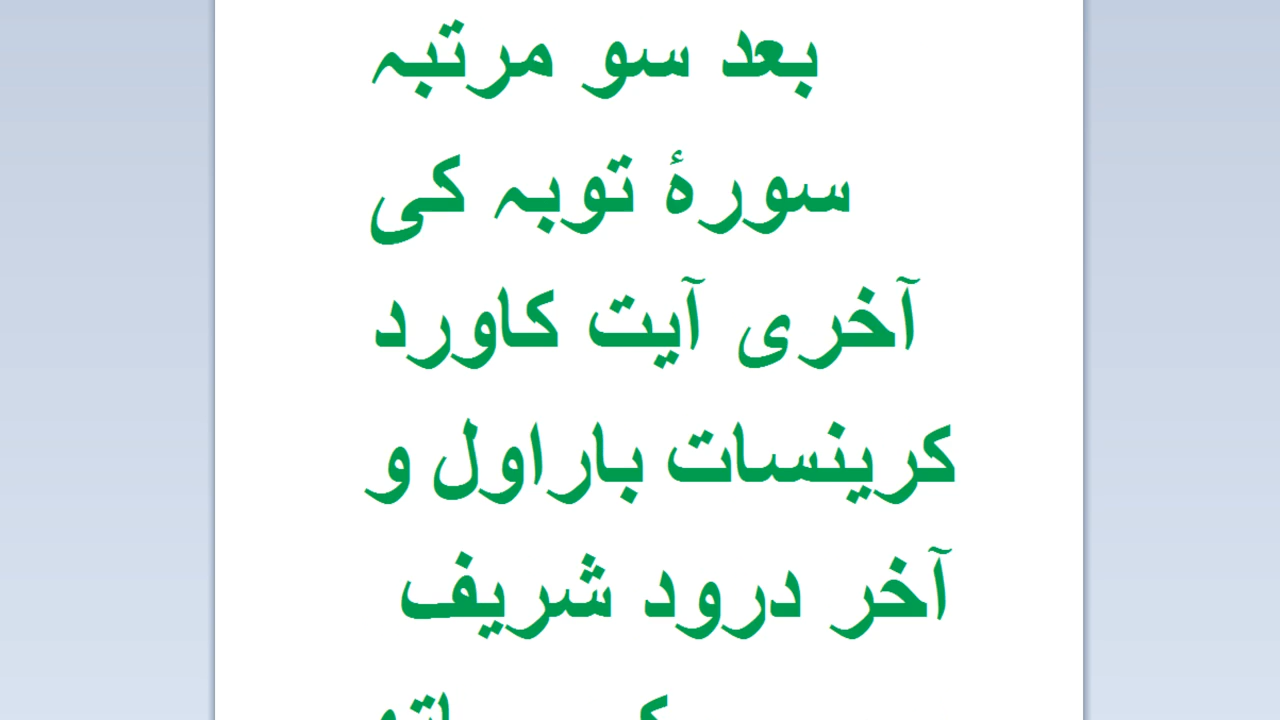 بعد سو مرتبہ
سورۂ توبہ کی
آخری آیت کاورد
کرینسات باراول و
آخر درود شریف